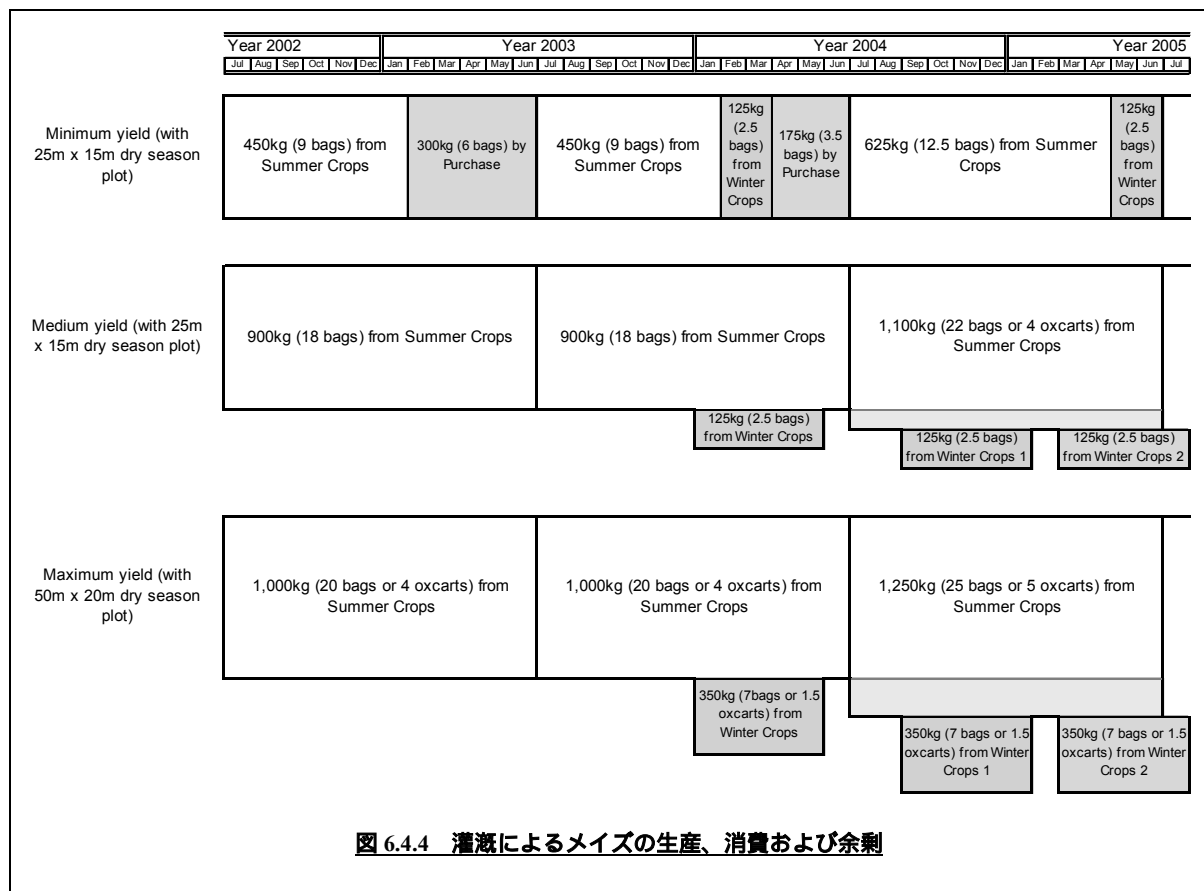 Year 2002 Year 2003 Year 2004 Year 2005
Jul Aug Sep Oct Nov Dec Jan Feb Mar Apr May Jun Jul Aug Sep Oct Nov Dec Jan Feb Mar Apr May Jun Jul Aug Sep Oct Nov Dec Jan Feb Mar Apr May Jun Jul
Minimum yield (with
25m x 15m dry season
plot)
450kg (9 bags) from
Summer Crops
300kg (6 bags) by
Purchase
450kg (9 bags) from
Summer Crops
125kg
(2.5
bags)
from
Winter
Crops
175kg (3.5
bags) by
Purchase
625kg (12.5 bags) from Summer
Crops
125kg
(2.5
bags)
from
Winter
Crops
Medium yield (with 25m
x 15m dry season plot)
900kg (18 bags) from Summer Crops
900kg (18 bags) from Summer Crops
1,100kg (22 bags or 4 oxcarts) from
Summer Crops
125kg (2.5 bags)
from Winter Crops
125kg (2.5 bags)
from Winter Crops 1
125kg (2.5 bags)
from Winter Crops 2
Maximum yield (with
50m x 20m dry season
plot)
1,000kg (20 bags or 4 oxcarts) from
Summer Crops
1,000kg (20 bags or 4 oxcarts) from
Summer Crops
1,250kg (25 bags or 5 oxcarts) from
Summer Crops
350kg (7bags or 1.5
oxcarts) from
Winter Crops
350kg (7 bags or 1.5
oxcarts) from Winter
Crops 1
350kg (7 bags or 1.5
oxcarts) from Winter
Crops 2
図 6.4.4 灌漑によるメイズの生産、消費および余剰